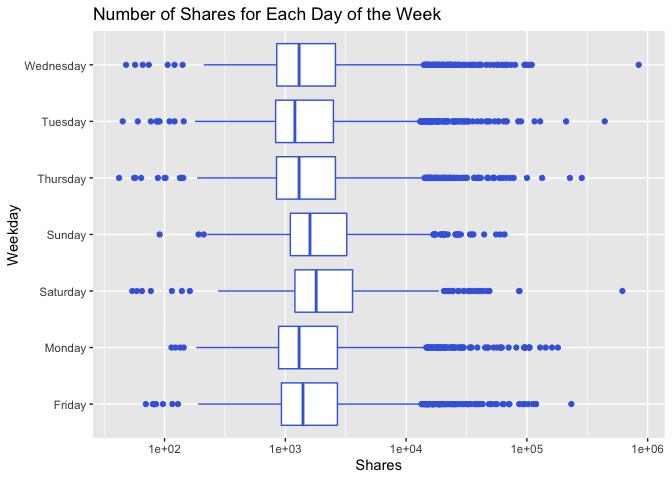 Number of Shares for Each Day of the Week
Weekday
Wednesday
Tuesday
Thursday
Sunday
Saturday
Monday
Friday
1e+02 1e+03 1e+04 1e+05 1e+06
Shares